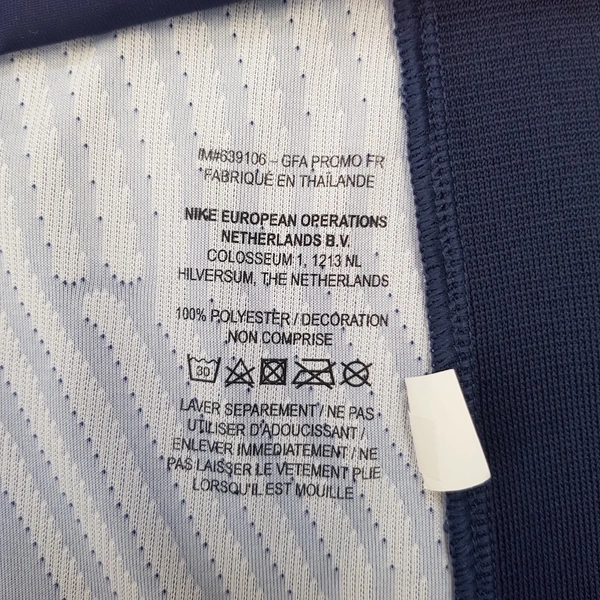 IM#639106 – GFA PROMO FR
*FABRIQUÉ EN THAÏLANDE
NIKE EUROPEAN OPERATIONS
NETHERLANDS B.V.
COLOSSEUM 1, 1213 NL
HILVERSUM, THE NETHERLANDS
100% POLYESTER / DECORATION
NON COMPRISE
30
LAVER SEPAREMENT / NE PAS
UTILISER D'ADOUCISSANT /
ENLEVER IMMEDIATEMENT / NE
PAS LAISSER LE VETEMENT PLIE
LORSQU'IL EST MOUILLE